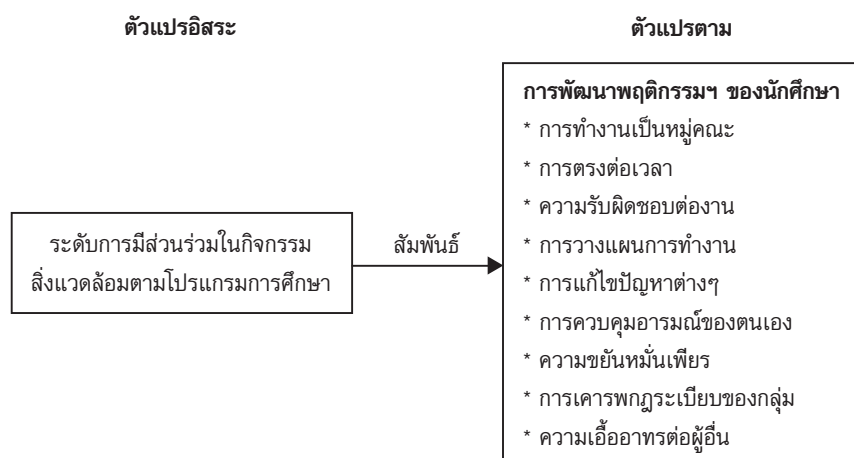 ตัวแปรอิสระ
ตัวแปรตาม
ระดับการมีส่วนร่วมในกิจกรรม
สิ่งแวดล้อมตามโปรแกรมการศึกษา
สัมพันธ์
การพัฒนาพฤติกรรมฯ ของนักศึกษา
* การทำงานเป็นหมู่คณะ
* การตรงต่อเวลา
* ความรับผิดชอบต่องาน
* การวางแผนการทำงาน
* การแก้ไขปัญหาต่างๆ
* การควบคุมอารมณ์ของตนเอง
* ความขยันหมั่นเพียร
* การเคารพกฎระเบียบของกลุ่ม
* ความเอื้ออาทรต่อผู้อื่น